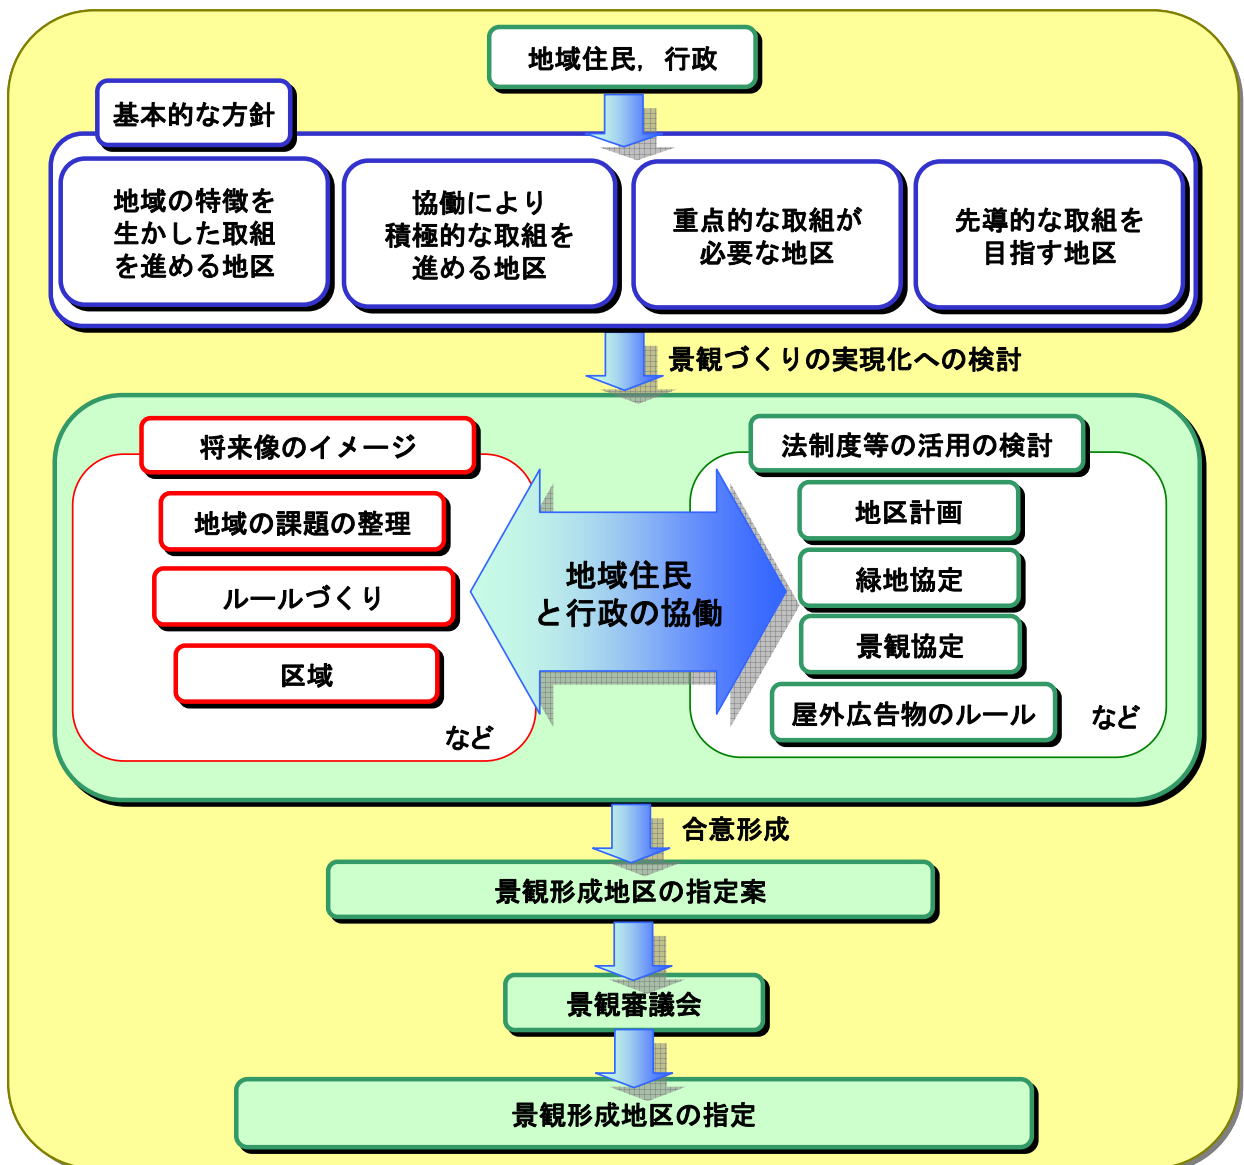 地域住民，行政
基本的な方針
地域の特徴を
生かした取組
を進める地区
協働により
積極的な取組を
進める地区
重点的な取組が
必要な地区
先導的な取組を
目指す地区
景観づくりの実現化への検討
将来像のイメージ
地域の課題の整理
ルールづくり
区域
など
地域住民
と行政の協働
法制度等の活用の検討
地区計画
緑地協定
景観協定
屋外広告物のルール
など
合意形成
景観形成地区の指定案
景観審議会
景観形成地区の指定